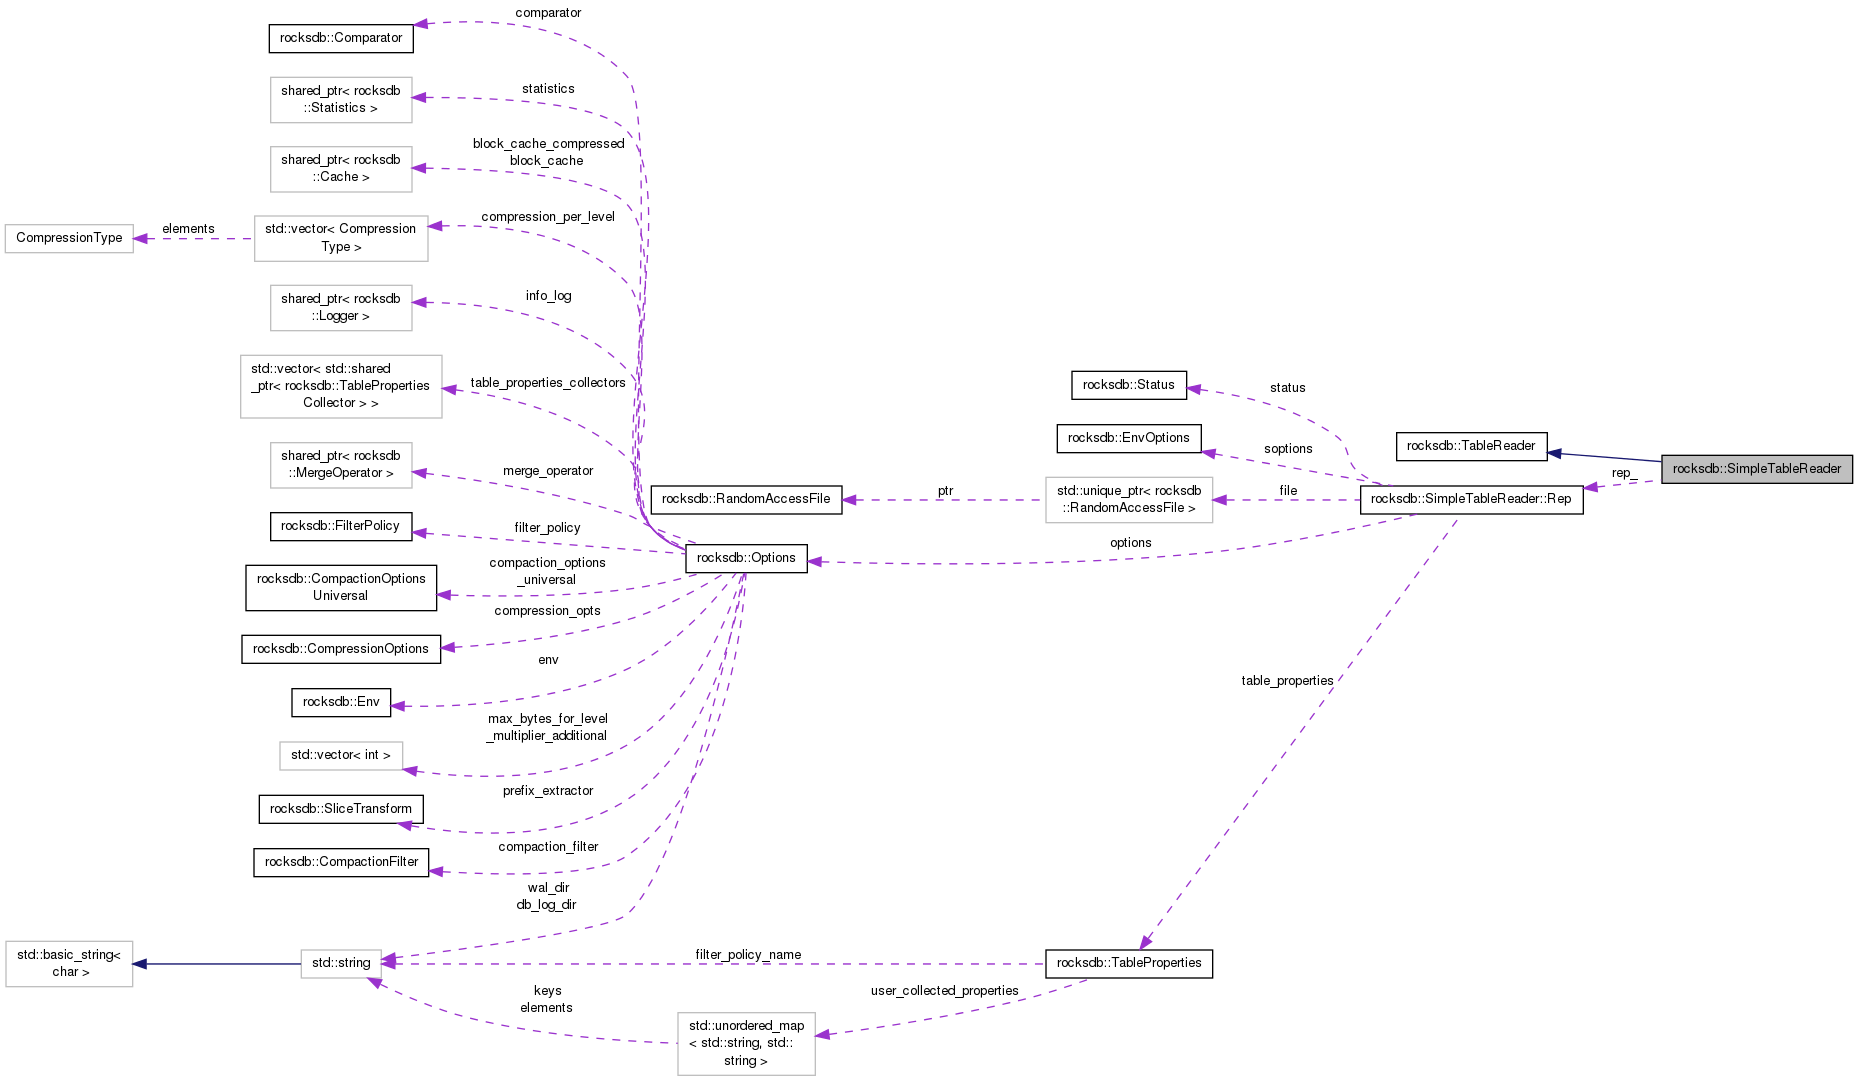 comparator
rocksdb::Comparator
statistics
shared_ptr< rocksdb
::Statistics >
block_cache_compressed
block_cache
shared_ptr< rocksdb
::Cache >
compression_per_level
elements
std::vector< Compression
Type >
CompressionType
info_log
shared_ptr< rocksdb
::Logger >
table_properties_collectors
std::vector< std::shared
_ptr< rocksdb::TableProperties
Collector > >
status
rocksdb::Status
rocksdb::EnvOptions
soptions
rocksdb::TableReader
rocksdb::SimpleTableReader
rep_
shared_ptr< rocksdb
::MergeOperator >
merge_operator
rocksdb::RandomAccessFile
ptr
std::unique_ptr< rocksdb
::RandomAccessFile >
file
rocksdb::SimpleTableReader::Rep
rocksdb::FilterPolicy
filter_policy
options
rocksdb::Options
compaction_options
_universal
rocksdb::CompactionOptions
Universal
compression_opts
rocksdb::CompressionOptions
env
rocksdb::Env
table_properties
max_bytes_for_level
_multiplier_additional
std::vector< int >
prefix_extractor
rocksdb::SliceTransform
compaction_filter
rocksdb::CompactionFilter
wal_dir
db_log_dir
std::basic_string<
char >
std::string
filter_policy_name
rocksdb::TableProperties
keys
elements
user_collected_properties
std::unordered_map
< std::string, std::
string >